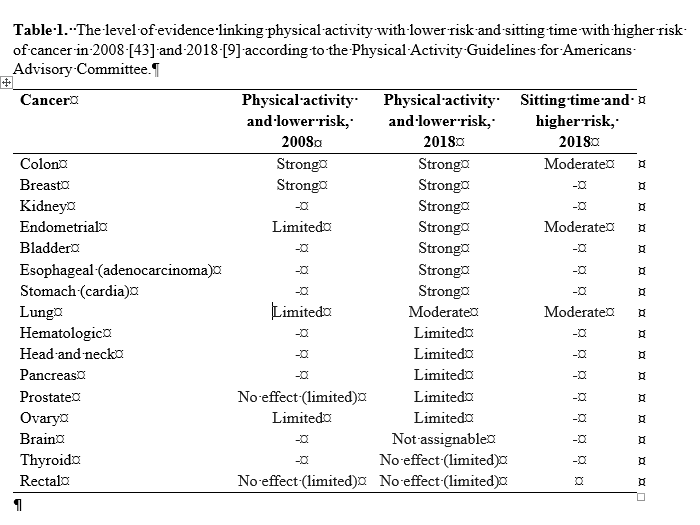 Table 1. The level of evidence linking physical activity with lower risk and sitting time with higher risk
of cancer in 2008 [43] and 2018 [9] according to the Physical Activity Guidelines for Americans
Advisory Committee.¶
Cancer¤ Physical activity and lower risk, 2008¤ Physical activity and lower risk, 2018¤ Sitting time and higher risk, 2018¤ ¤
Colon¤ Strong¤ Strong¤ Moderate¤ ¤
Breast¤ Strong¤ Strong¤ -¤ ¤
Kidney¤ -¤ Strong¤ -¤ ¤
Endometrial¤ Limited¤ Strong¤ Moderate¤ ¤
Bladder¤ -¤ Strong¤ -¤ ¤
Esophageal (adenocarcinoma)¤ -¤ Strong¤ -¤ ¤
Stomach (cardia)¤ -¤ Strong¤ -¤ ¤
Lung¤ Limited¤ Moderate¤ Moderate¤ ¤
Hematologic¤ -¤ Limited¤ -¤ ¤
Head and neck¤ -¤ Limited¤ -¤ ¤
Pancreas¤ -¤ Limited¤ -¤ ¤
Prostate¤ No effect (limited)¤ Limited¤ -¤ ¤
Ovary¤ Limited¤ Limited¤ -¤ ¤
Brain¤ -¤ Not assignable¤ -¤ ¤
Thyroid¤ -¤ No effect (limited)¤ -¤ ¤
Rectal¤ No effect (limited)¤ No effect (limited)¤ ¤ ¤
¶